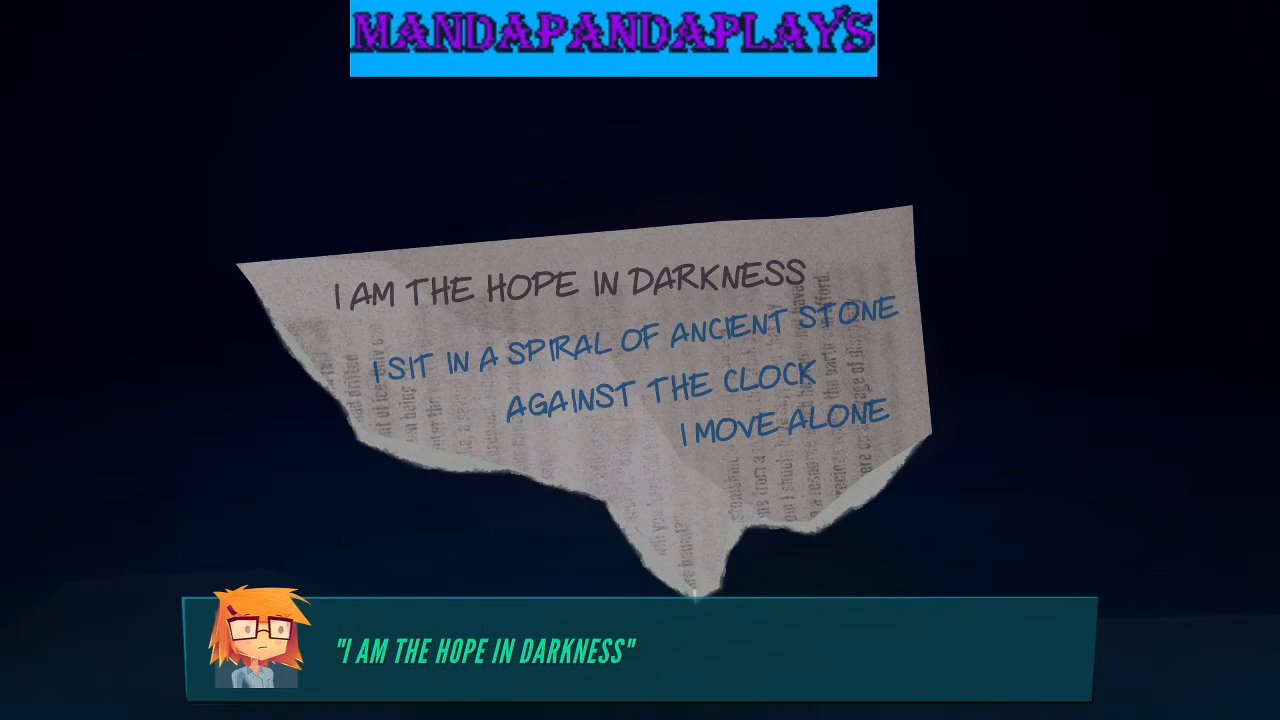 MANDAPANDAPLAYS
I AM THE HOPE IN DARKNESS
I SIT IN A SPIRAL OF ANCIENT STONE
AGAINST THE CLOCK
I MOVE ALONE
"I AM THE HOPE IN DARKNESS"